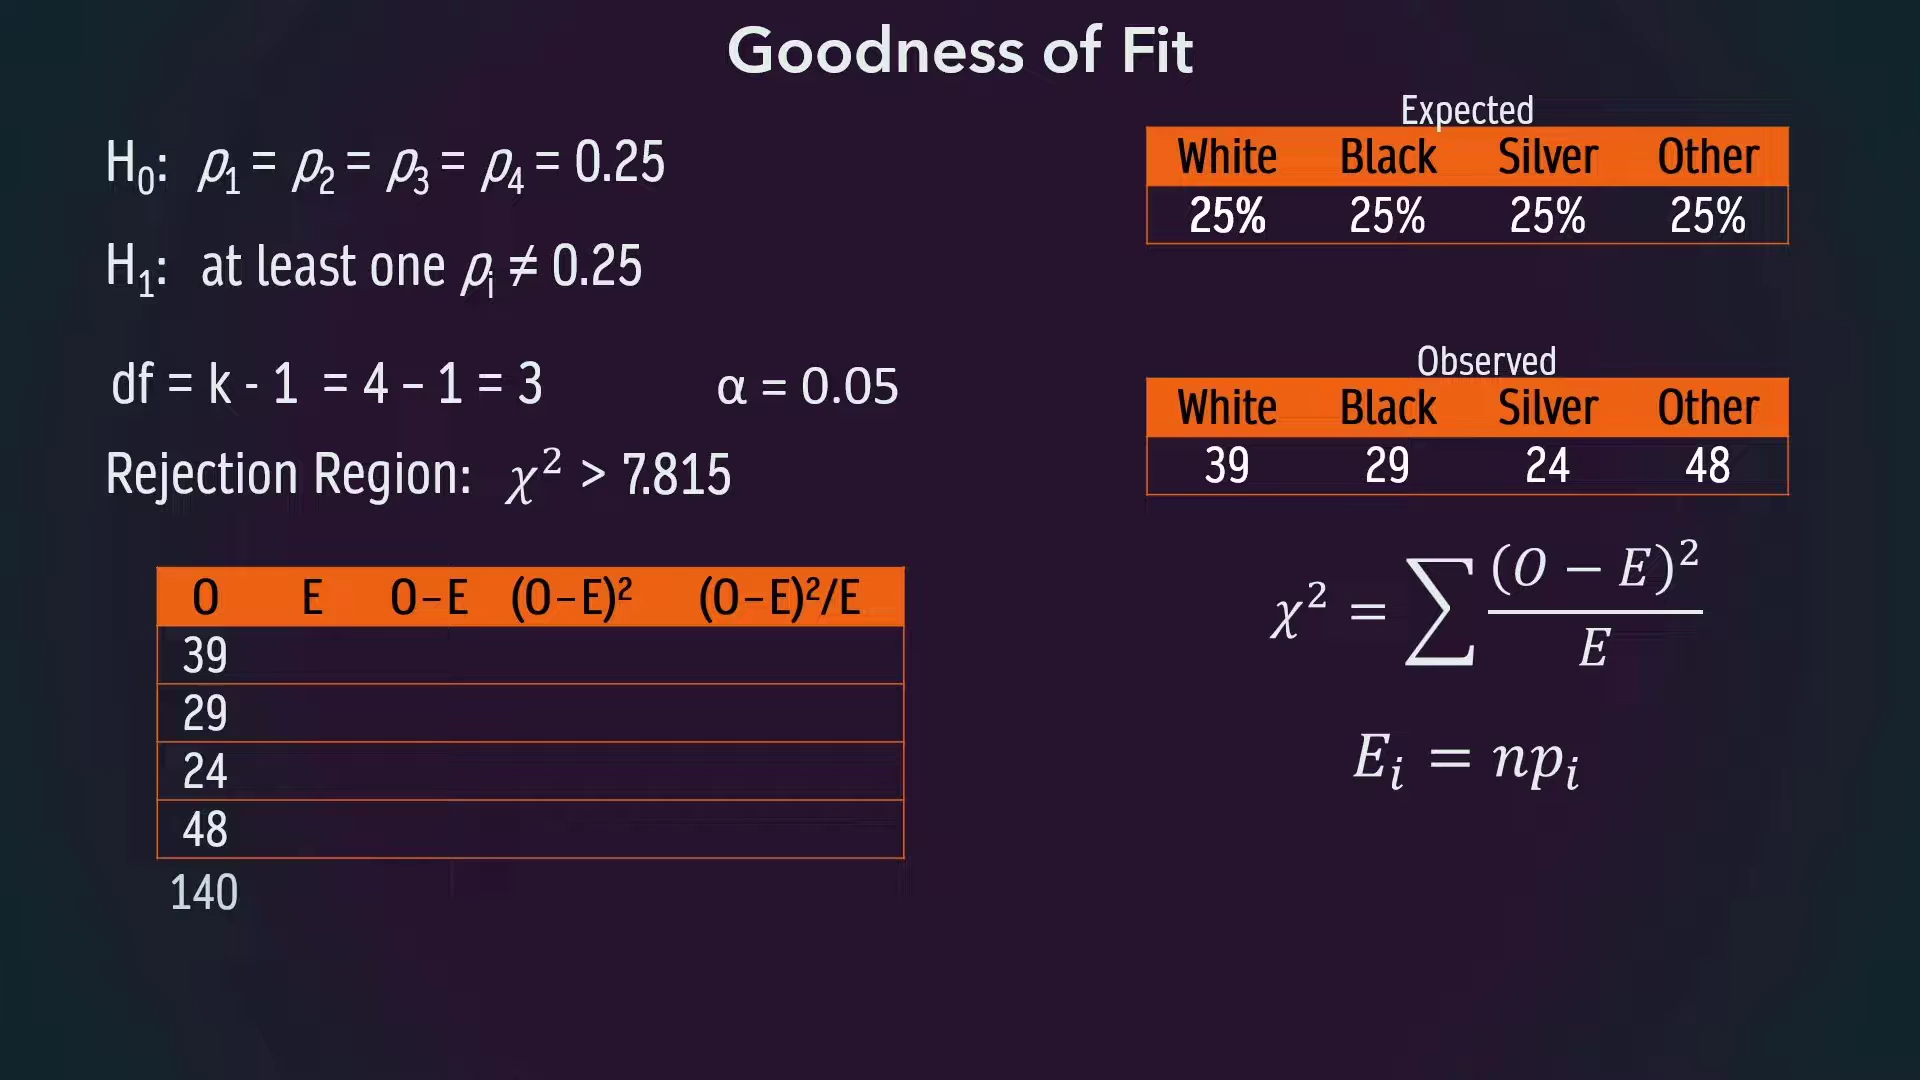 Goodness of Fit
H₀: p₁ = p₂ = p₃ = p₄ = 0.25
H₁: at least one pᵢ ≠ 0.25
df = k - 1 = 4 – 1 = 3
α = 0.05
Rejection Region: χ² > 7.815
O E O–E (O–E)² (O–E)²/E
39
29
24
48
140
Expected
White Black Silver Other
25% 25% 25% 25%
Observed
White Black Silver Other
39 29 24 48
χ² = ∑ (O − E)² / E
Eᵢ = npᵢ